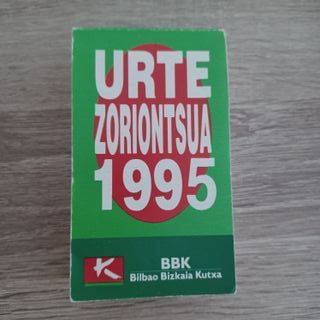 URTE
ZORIONTSUA
1995
K
BBK
Bilbao Bizkaia Kutxa